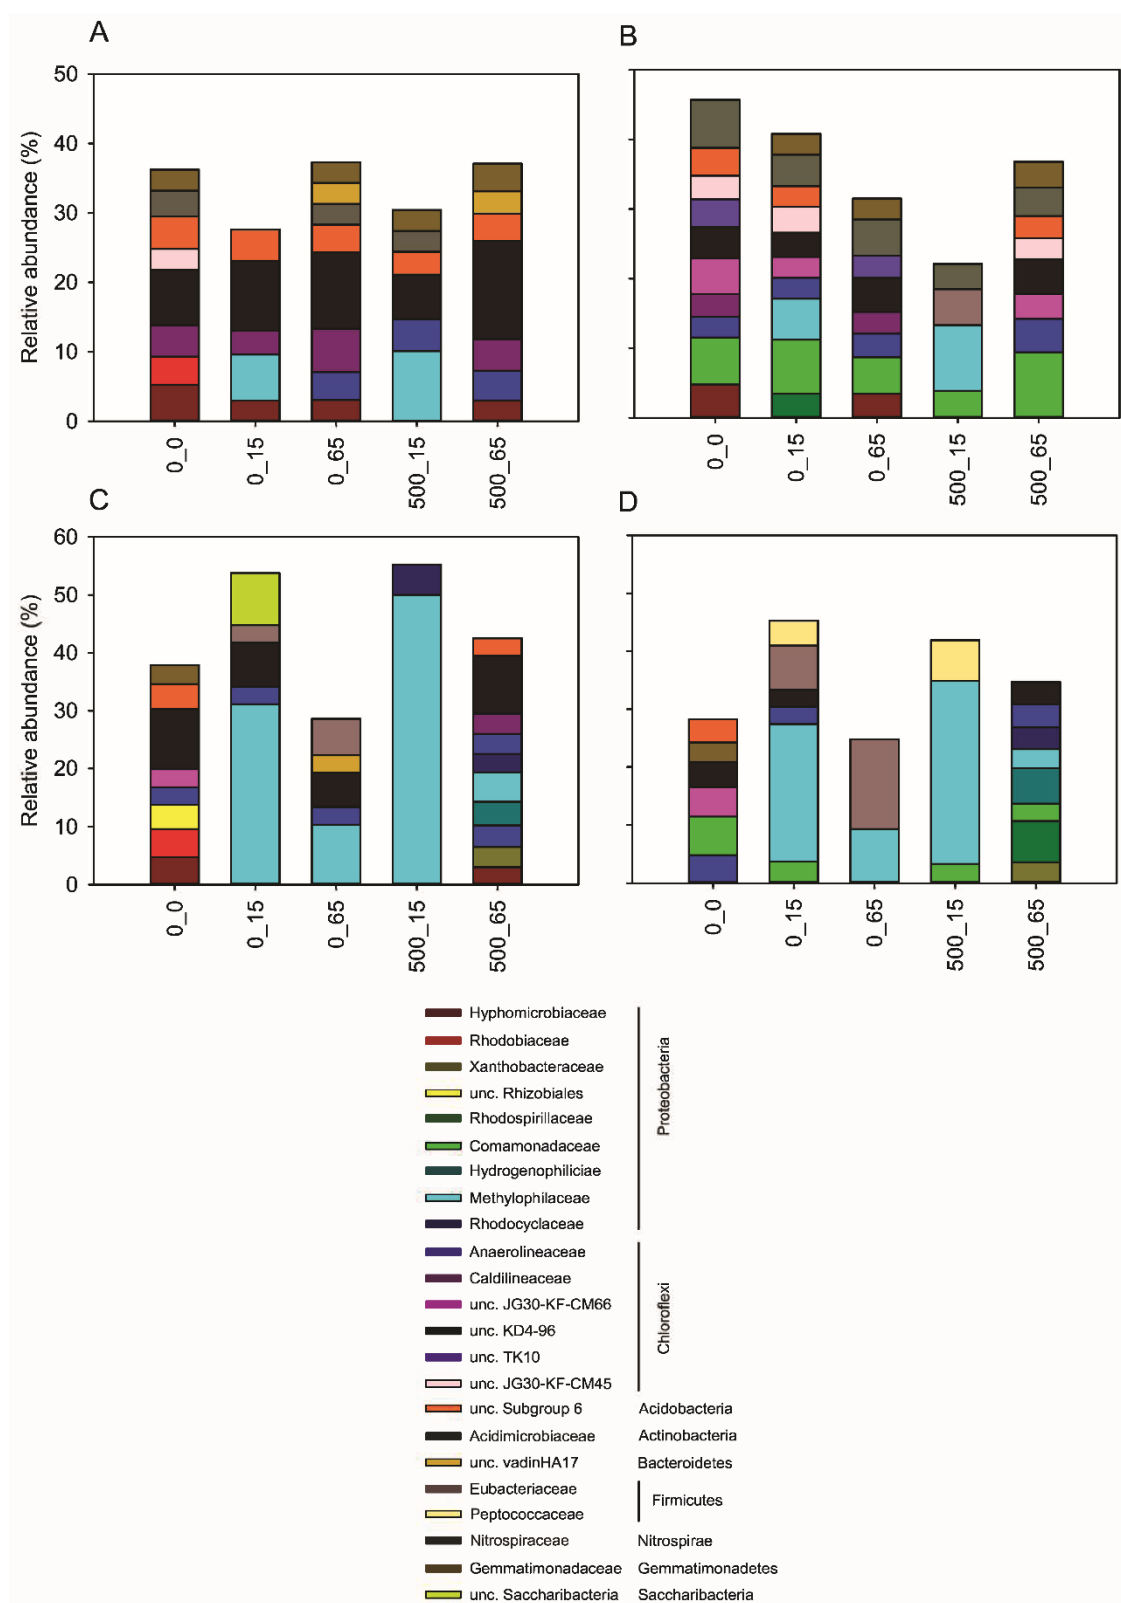 A
B
Relative abundance (%)
50
40
30
20
10
0
0_0
0_15
0_65
500_15
500_65
0_0
0_15
0_65
500_15
500_65
C
D
Relative abundance (%)
60
50
40
30
20
10
0
0_0
0_15
0_65
500_15
500_65
0_0
0_15
0_65
500_15
500_65
Hyphomicrobiaceae
Rhodobiaceae
Xanthobacteraceae
unc. Rhizobiales
Rhodospirillaceae
Comamonadaceae
Hydrogenophiliciae
Methylophilaceae
Rhodocyclaceae
Proteobacteria
Anaerolineaceae
Caldilineaceae
unc. JG30-KF-CM66
unc. KD4-96
unc. TK10
unc. JG30-KF-CM45
Chloroflexi
unc. Subgroup 6 Acidobacteria
Acidimicrobiaceae Actinobacteria
unc. vadinHA17 Bacteroidetes
Eubacteriaceae
Peptococcaceae
Firmicutes
Nitrospiraceae Nitrospirae
Gemmatimonadaceae Gemmatimonadetes
unc. Saccharibacteria Saccharibacteria